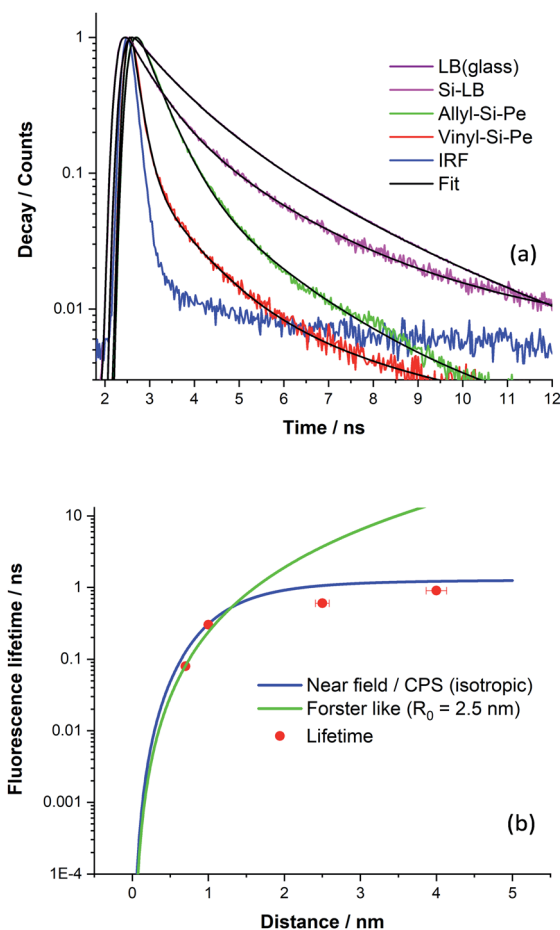 1
0.1
0.01
Decay / Counts
LB(glass)
Si-LB
Allyl-Si-Pe
Vinyl-Si-Pe
IRF
Fit
(a)
2 3 4 5 6 7 8 9 10 11 12
Time / ns
10
1
0.1
0.01
0.001
1E-4
Fluorescence lifetime / ns
Near field / CPS (isotropic)
Forster like (R₀ = 2.5 nm)
Lifetime
(b)
0 1 2 3 4 5
Distance / nm